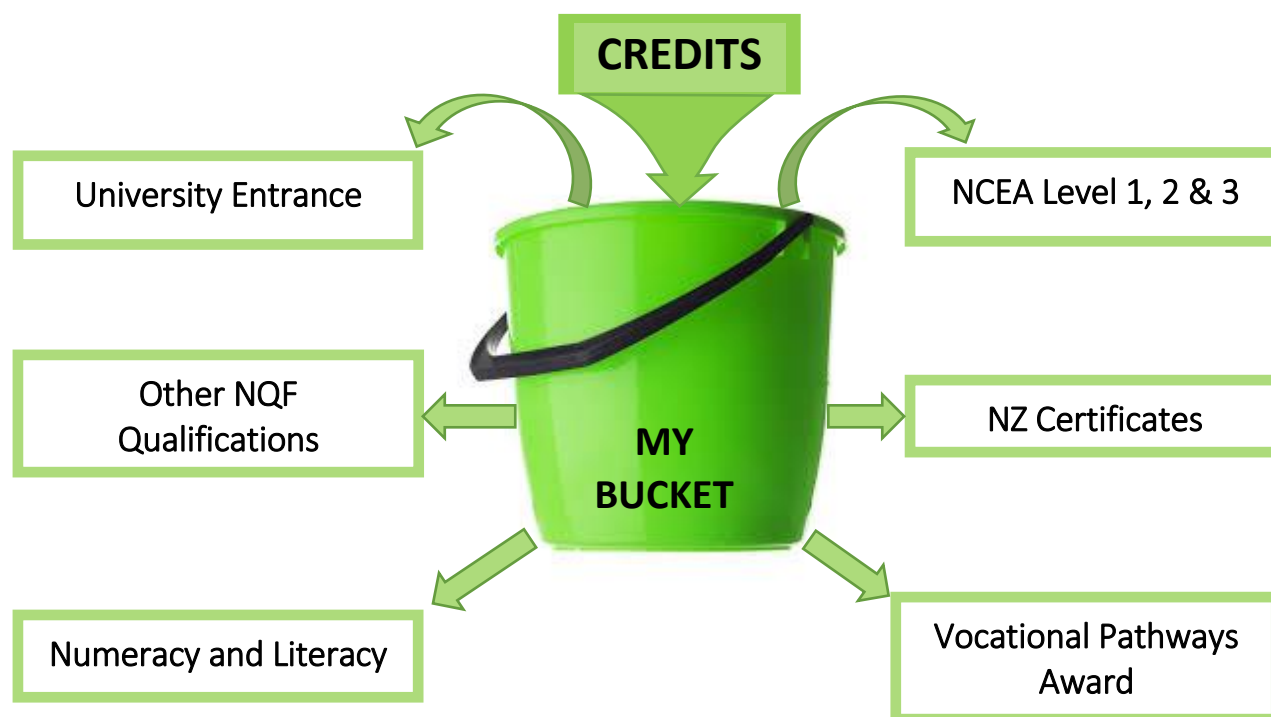 CREDITS
University Entrance
NCEA Level 1, 2 & 3
Other NQF
Qualifications
MY
BUCKET
NZ Certificates
Numeracy and Literacy
Vocational Pathways
Award